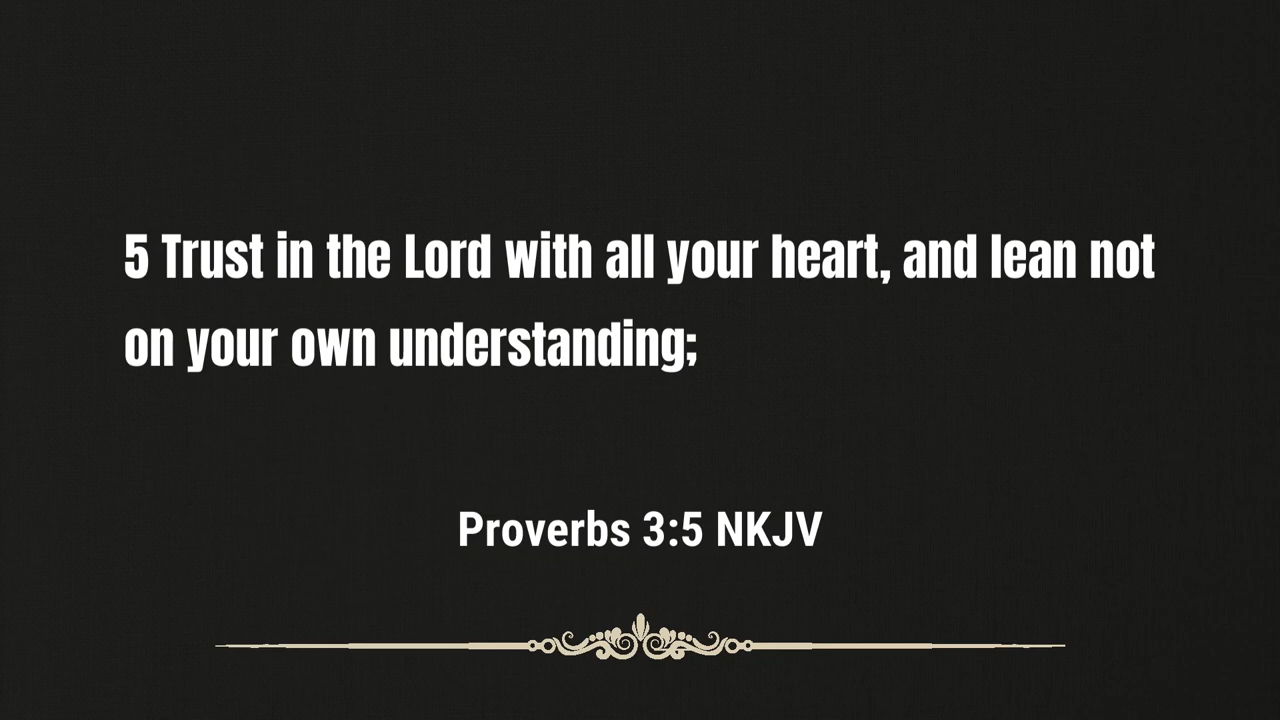 5 Trust in the Lord with all your heart, and lean not
on your own understanding;
Proverbs 3:5 NKJV